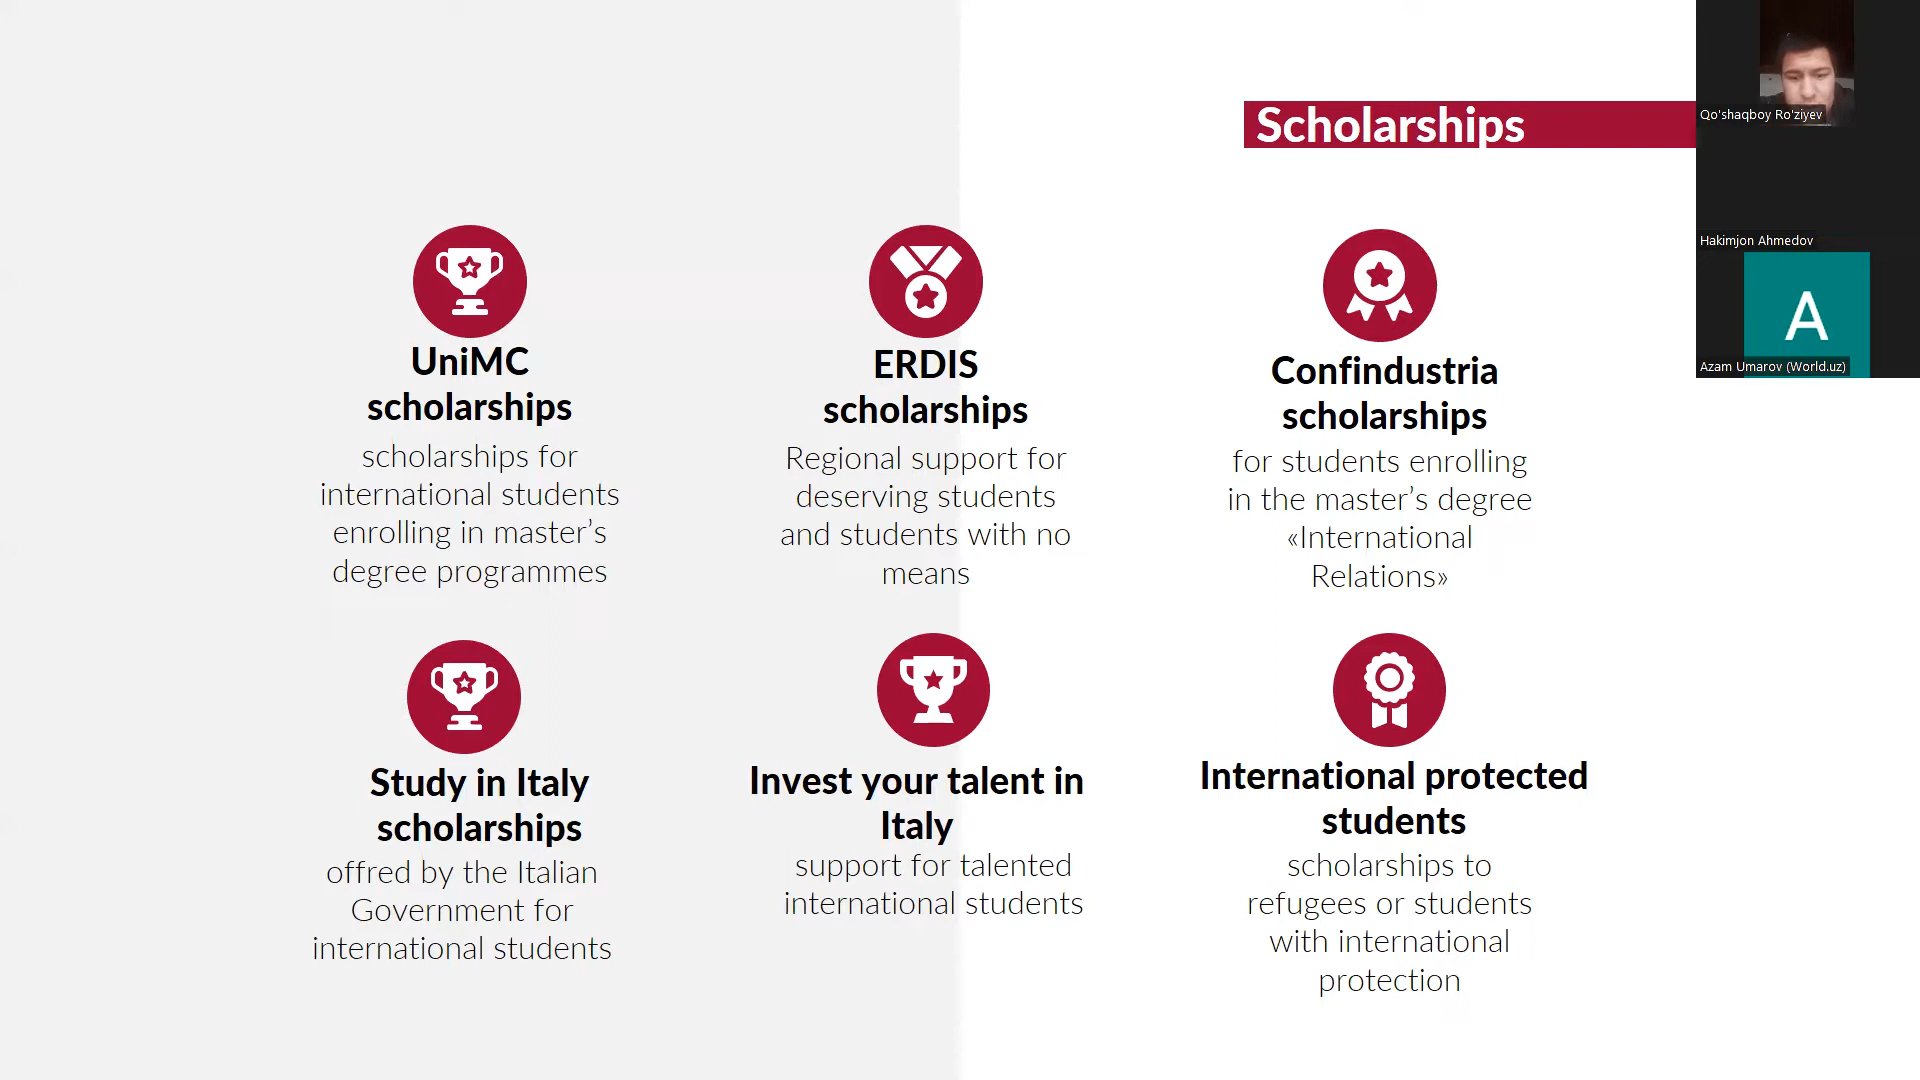 Scholarships
UniMC
scholarships
scholarships for
international students
enrolling in master’s
degree programmes
ERDIS
scholarships
Regional support for
deserving students
and students with no
means
Confindustria
scholarships
for students enrolling
in the master’s degree
«International
Relations»
Study in Italy
scholarships
offred by the Italian
Government for
international students
Invest your talent in
Italy
support for talented
international students
International protected
students
scholarships to
refugees or students
with international
protection
Qo'shaqboy Ro'ziyev
Hakimjon Ahmedov
A
Azam Umarov (World.uz)